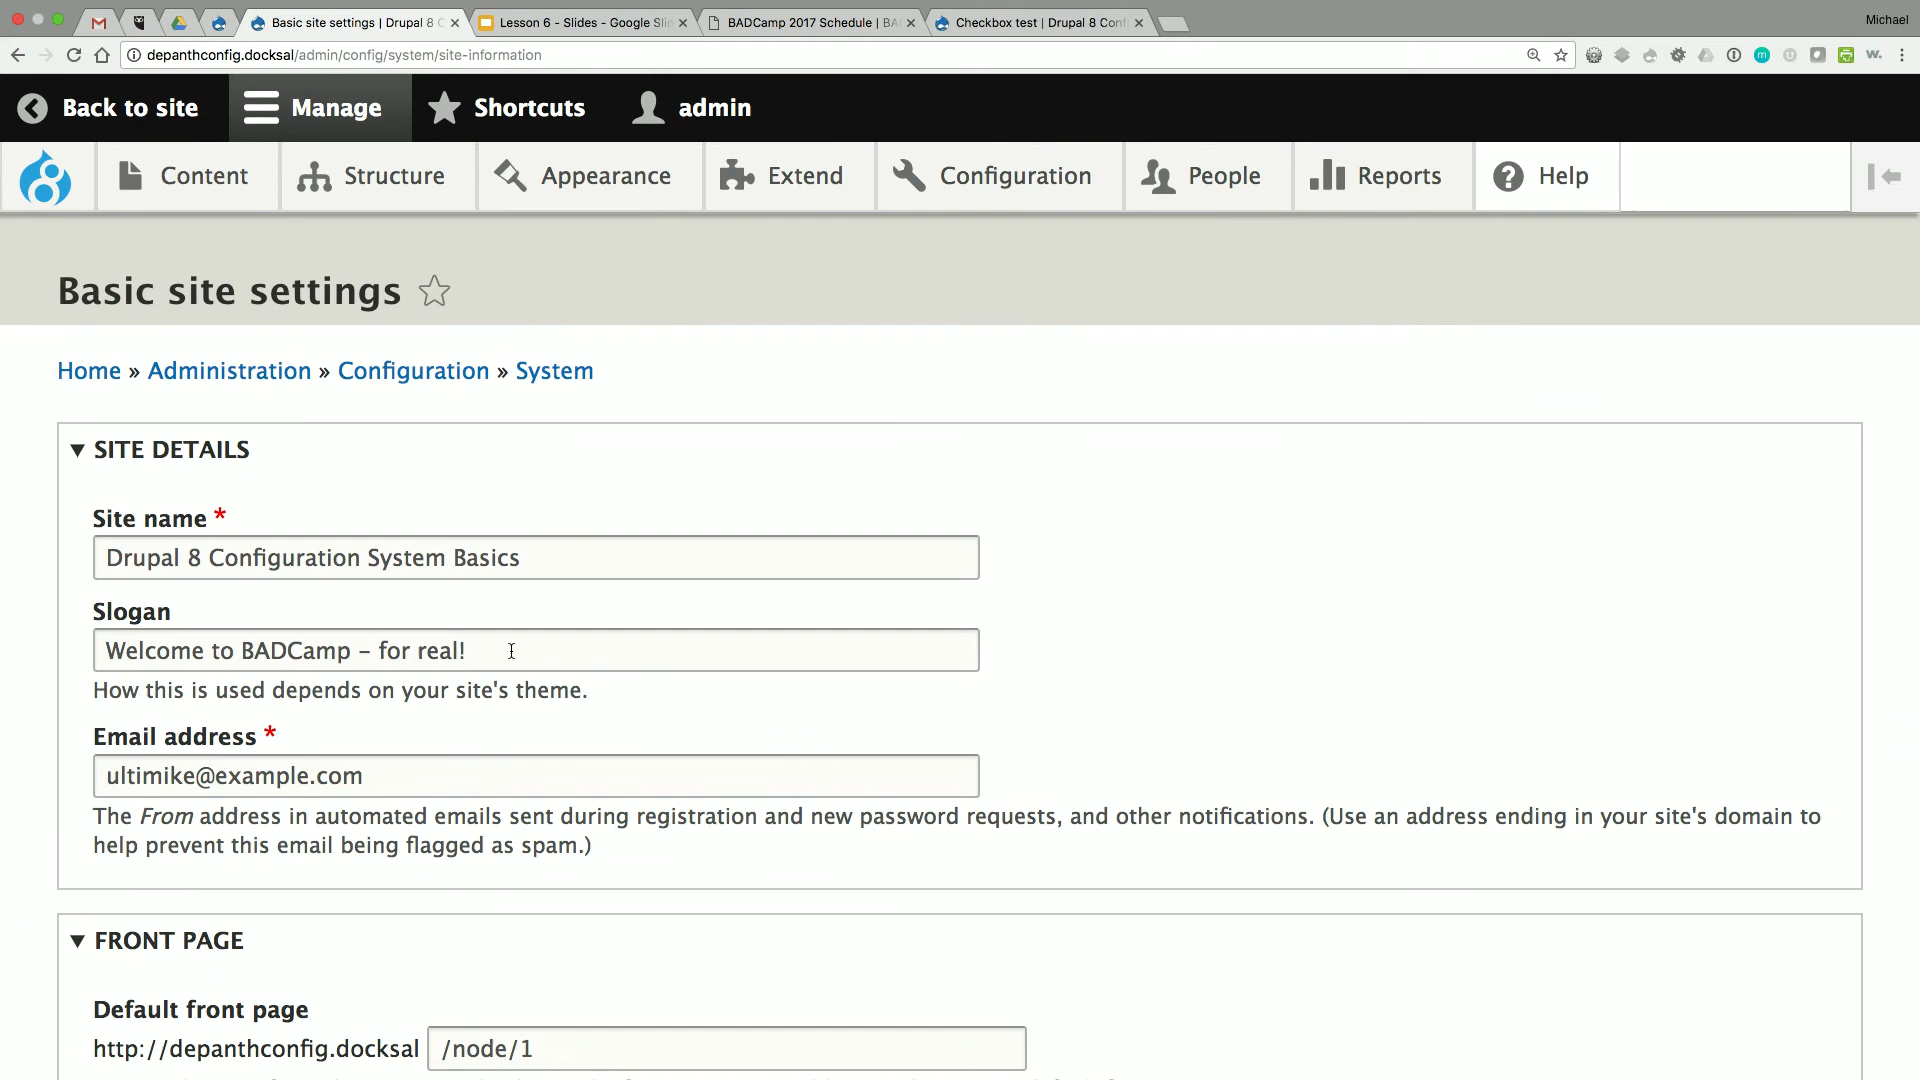 Basic site settings | Drupal 8 C
Lesson 6 - Slides - Google Sli
BADCamp 2017 Schedule | BA
Checkbox test | Drupal 8 Conf
Michael
depanthconfig.docksal/admin/config/system/site-information
Back to site
Manage
Shortcuts
admin
Content
Structure
Appearance
Extend
Configuration
People
Reports
Help
Basic site settings
Home » Administration » Configuration » System
SITE DETAILS
Site name *
Drupal 8 Configuration System Basics
Slogan
Welcome to BADCamp – for real!
How this is used depends on your site's theme.
Email address *
ultimike@example.com
The From address in automated emails sent during registration and new password requests, and other notifications. (Use an address ending in your site's domain to
help prevent this email being flagged as spam.)
FRONT PAGE
Default front page
http://depanthconfig.docksal
/node/1